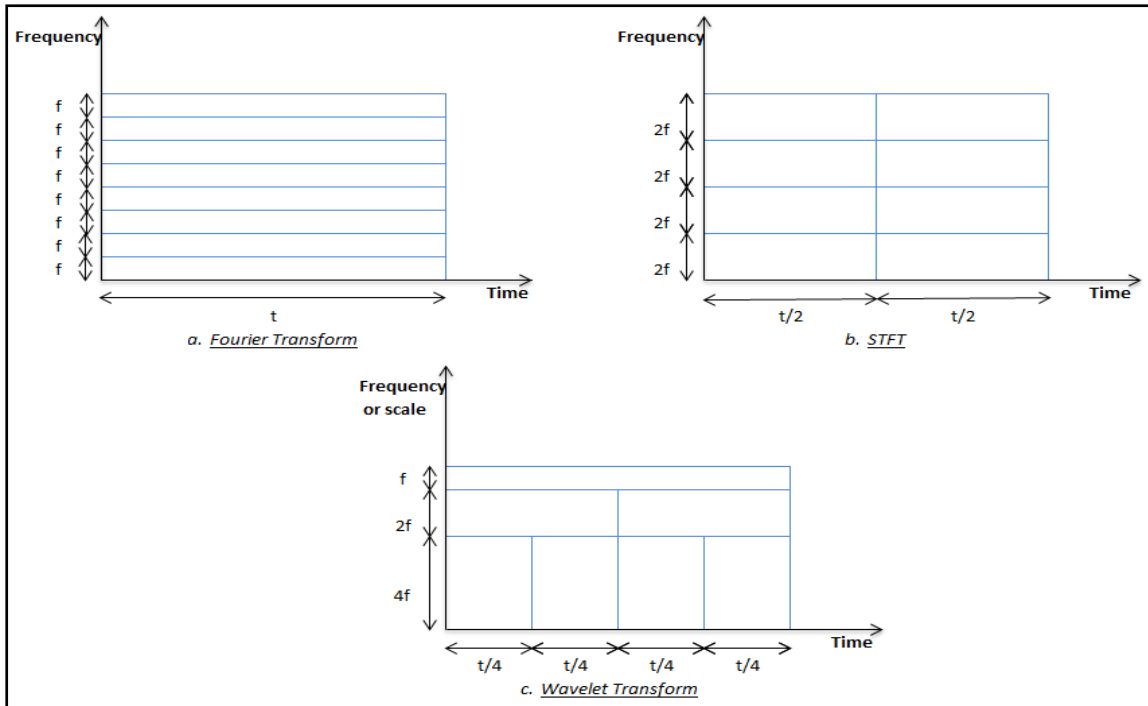 Frequency
f
f
f
f
f
f
f
f
Time
t
a. Fourier Transform
Frequency
2f
2f
2f
2f
Time
t/2 t/2
b. STFT
Frequency
or scale
f
2f
4f
Time
t/4 t/4 t/4 t/4
c. Wavelet Transform